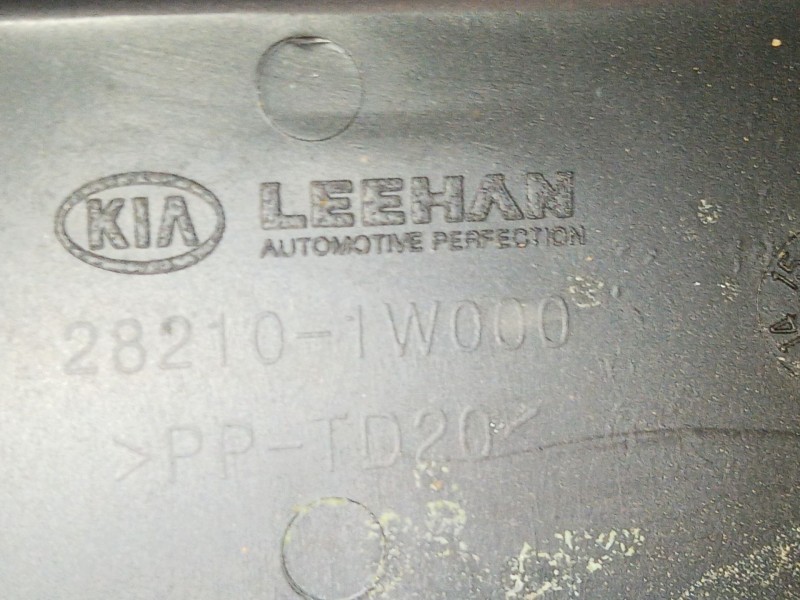 KIA LEEHAN
AUTOMOTIVE PERFECTION
28210-1W000
>PP-TD20<